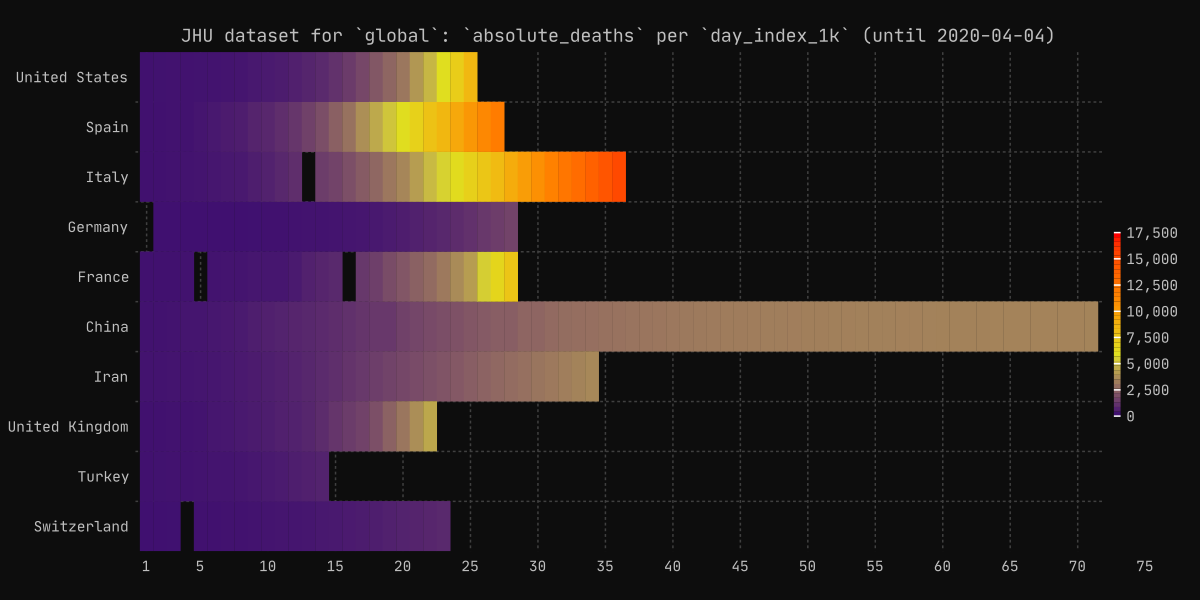 JHU dataset for `global`: `absolute_deaths` per `day_index_1k` (until 2020-04-04)
United States
Spain
Italy
Germany
France
China
Iran
United Kingdom
Turkey
Switzerland
1 5 10 15 20 25 30 35 40 45 50 55 60 65 70 75
17,500
15,000
12,500
10,000
7,500
5,000
2,500
0